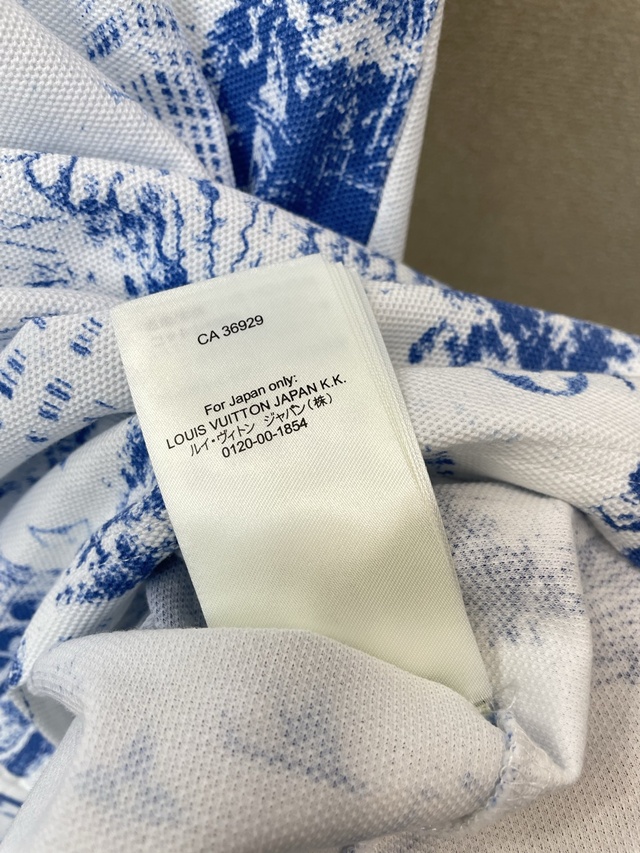 CA 36929
For Japan only:
LOUIS VUITTON JAPAN K.K.
ルイ・ヴィトン ジャパン(株)
0120-00-1854